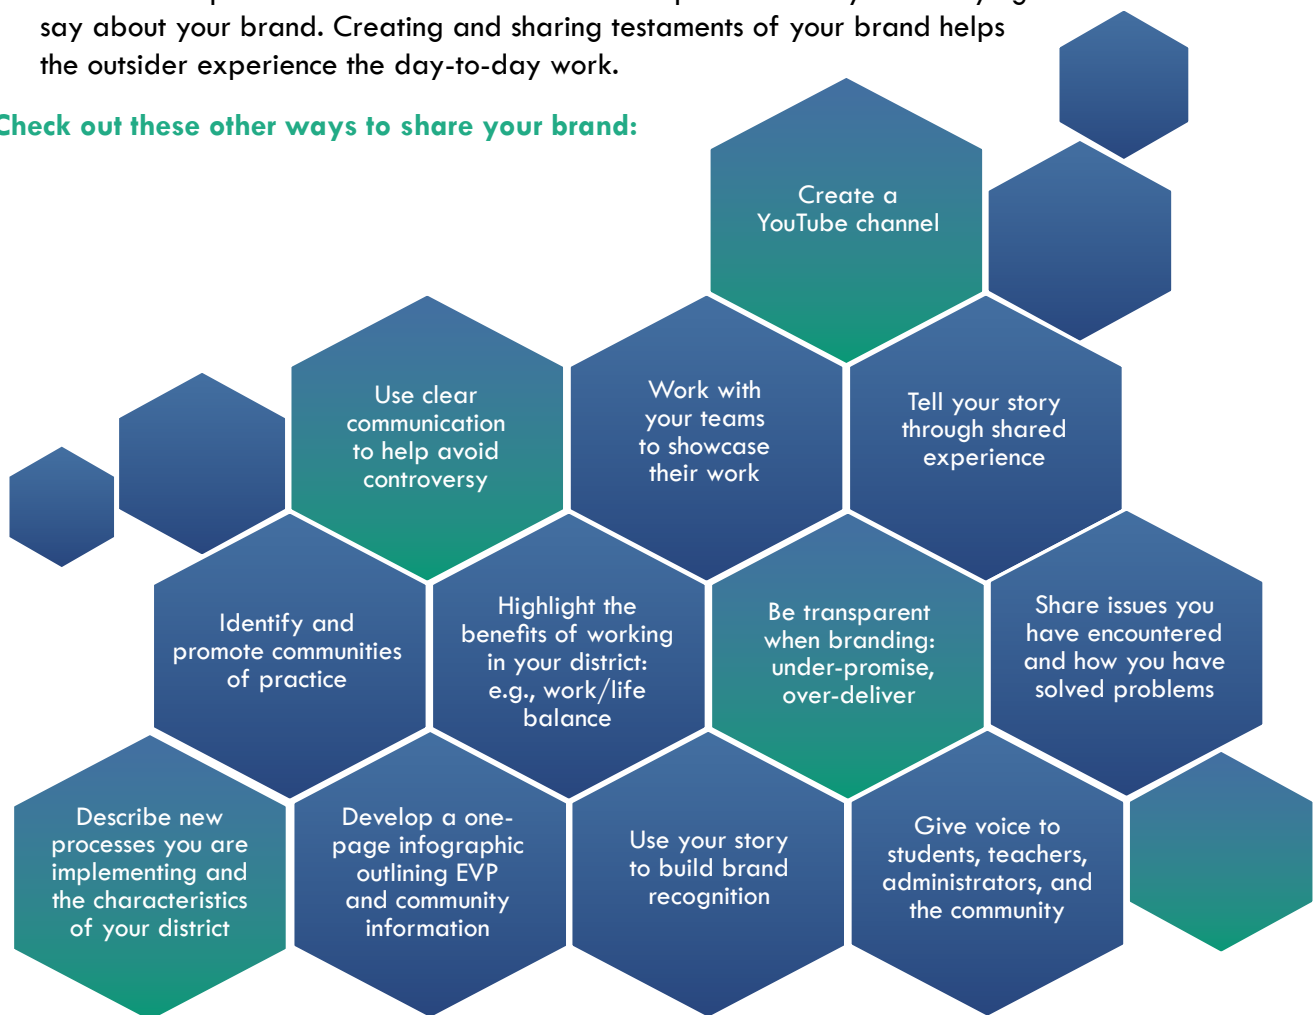 say about your brand. Creating and sharing testaments of your brand helps
the outsider experience the day-to-day work.
Check out these other ways to share your brand:
Create a
YouTube channel
Use clear
communication
to help avoid
controversy
Work with
your teams
to showcase
their work
Tell your story
through shared
experience
Identify and
promote communities
of practice
Highlight the
benefits of working
in your district:
e.g., work/life
balance
Be transparent
when branding:
under-promise,
over-deliver
Share issues you
have encountered
and how you have
solved problems
Describe new
processes you are
implementing and
the characteristics
of your district
Develop a one-
page infographic
outlining EVP
and community
information
Use your story
to build brand
recognition
Give voice to
students, teachers,
administrators, and
the community